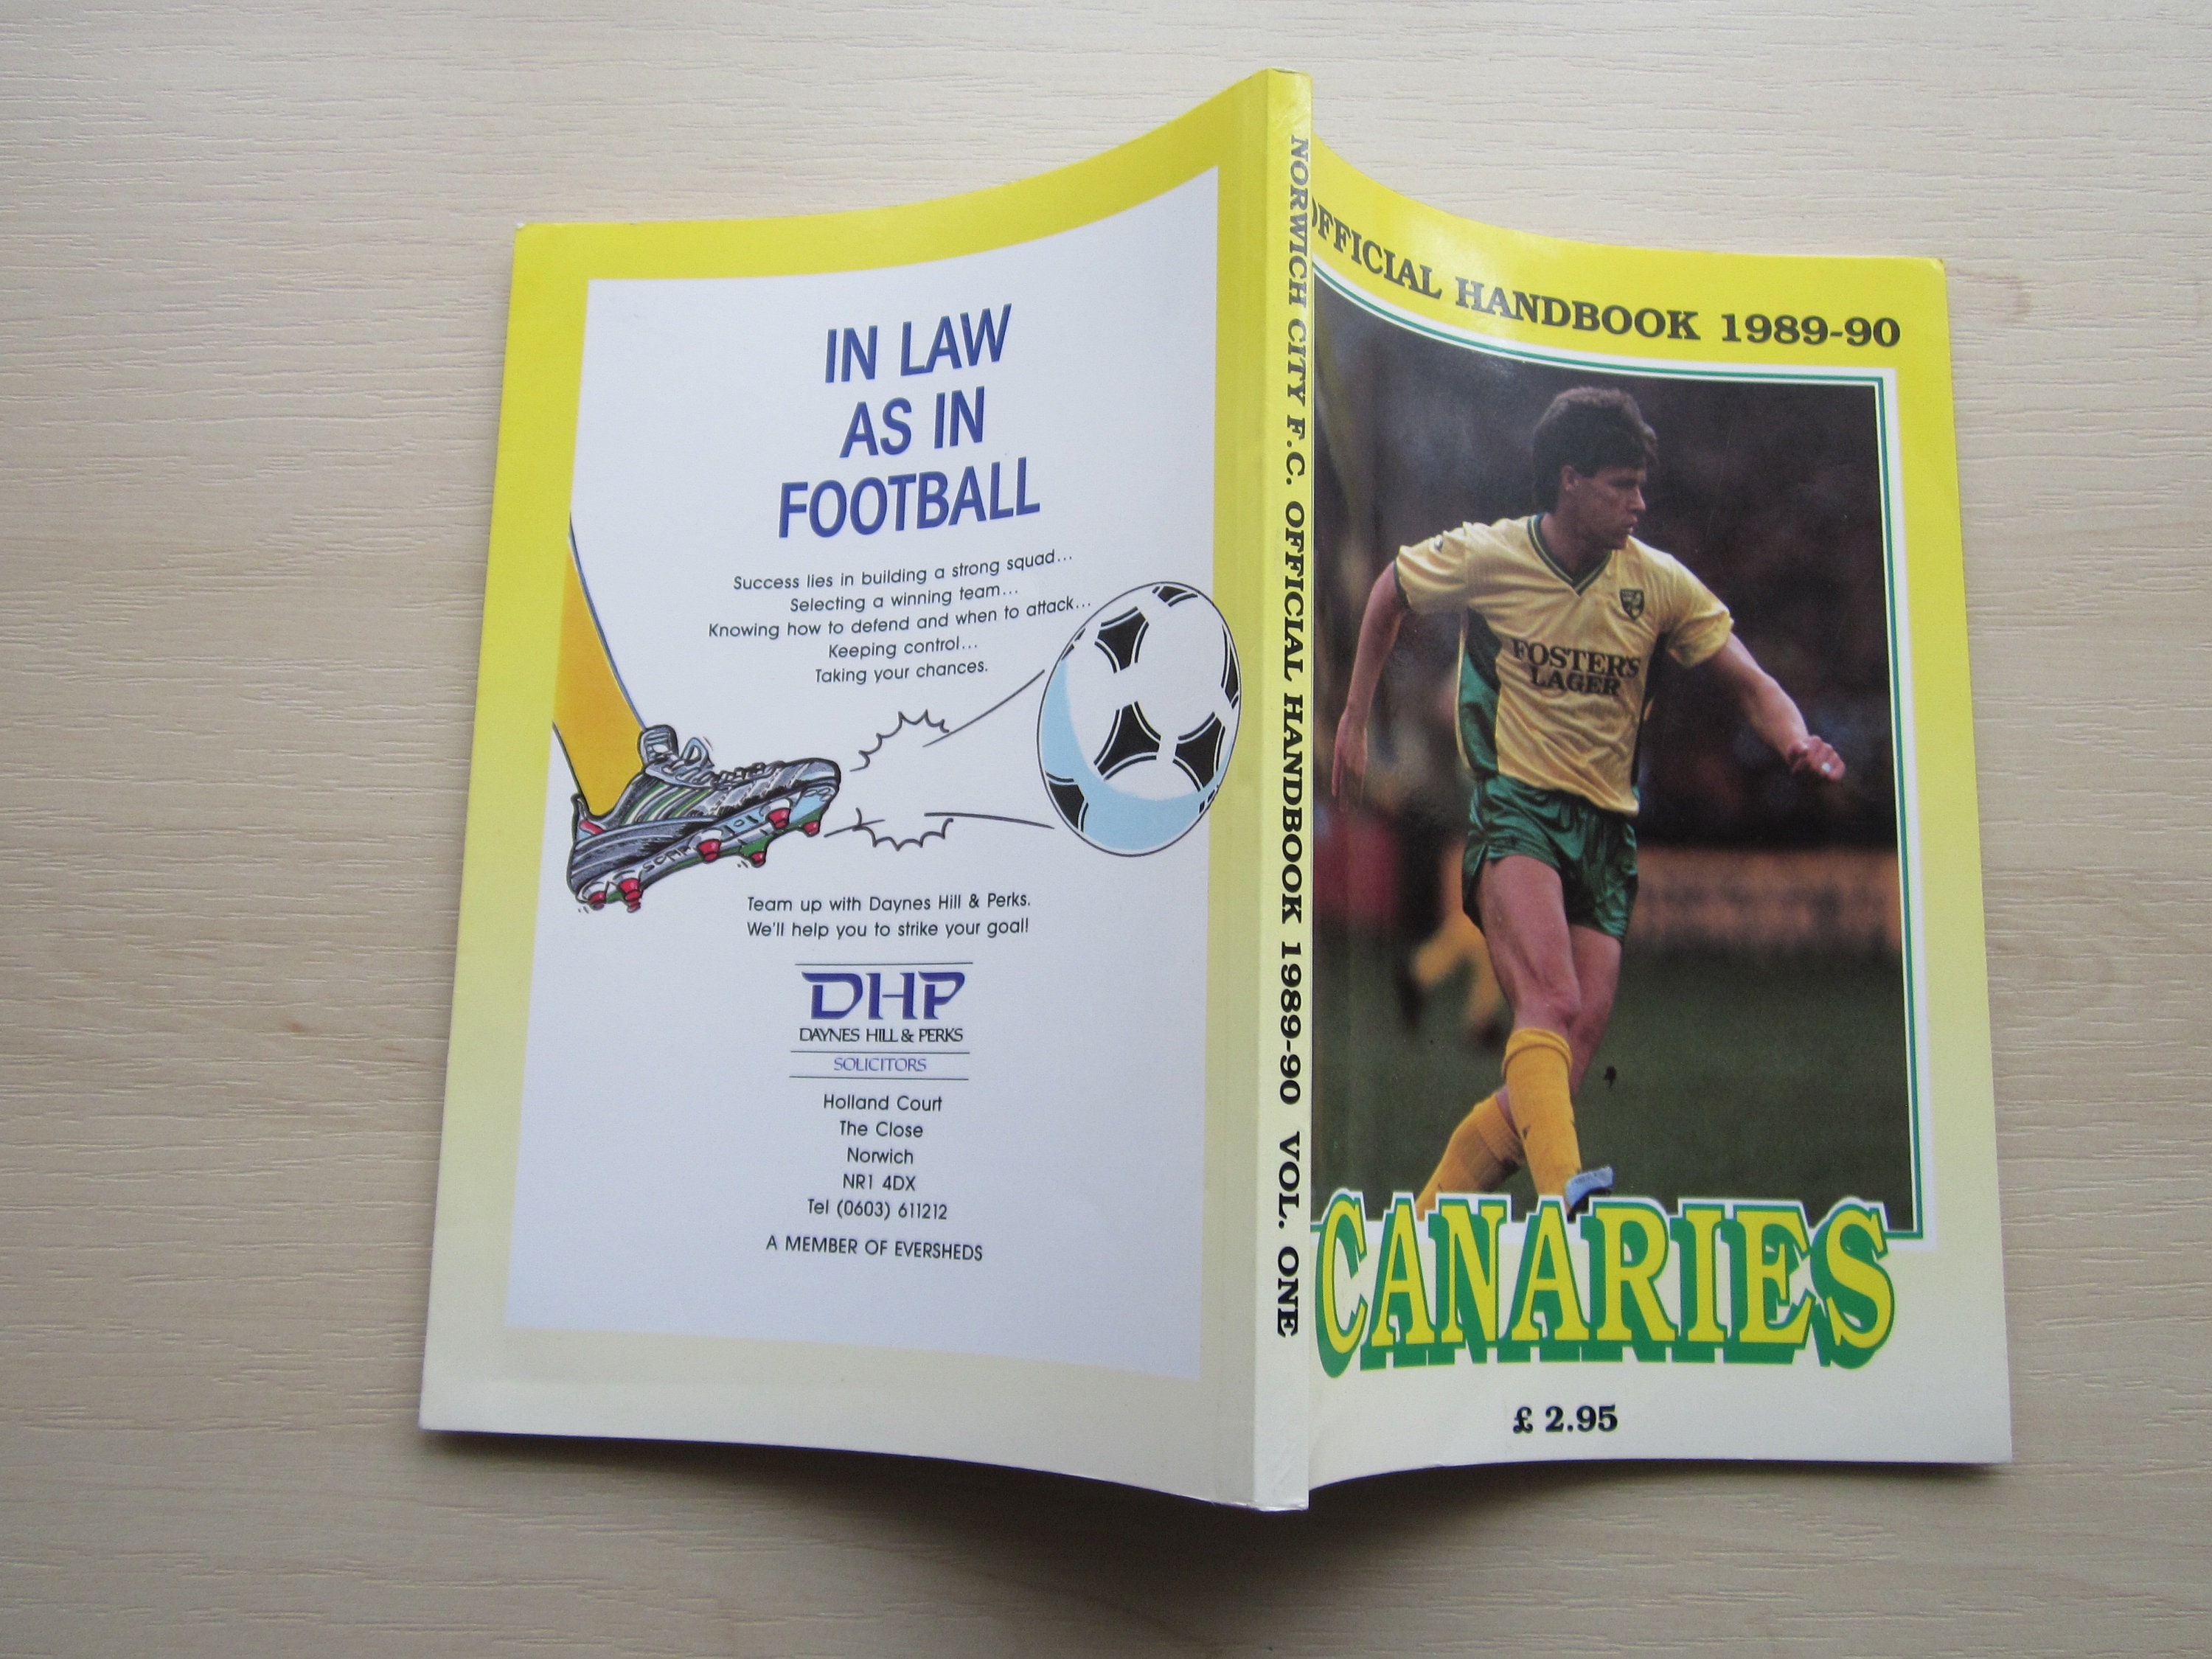 IN LAW
AS IN
FOOTBALL
Success lies in building a strong squad...
Selecting a winning team...
Knowing how to defend and when to attack...
Keeping control...
Taking your chances.
Team up with Daynes Hill & Perks.
We'll help you to strike your goal!
DHP
DAYNES HILL & PERKS
SOLICITORS
Holland Court
The Close
Norwich
NR1 4DX
Tel (0603) 611212
A MEMBER OF EVERSHEDS
NORWICH CITY F.C. OFFICIAL HANDBOOK 1989-90 VOL. ONE
OFFICIAL HANDBOOK 1989-90
FOSTER'S
LAGER
CANARIES
£ 2.95